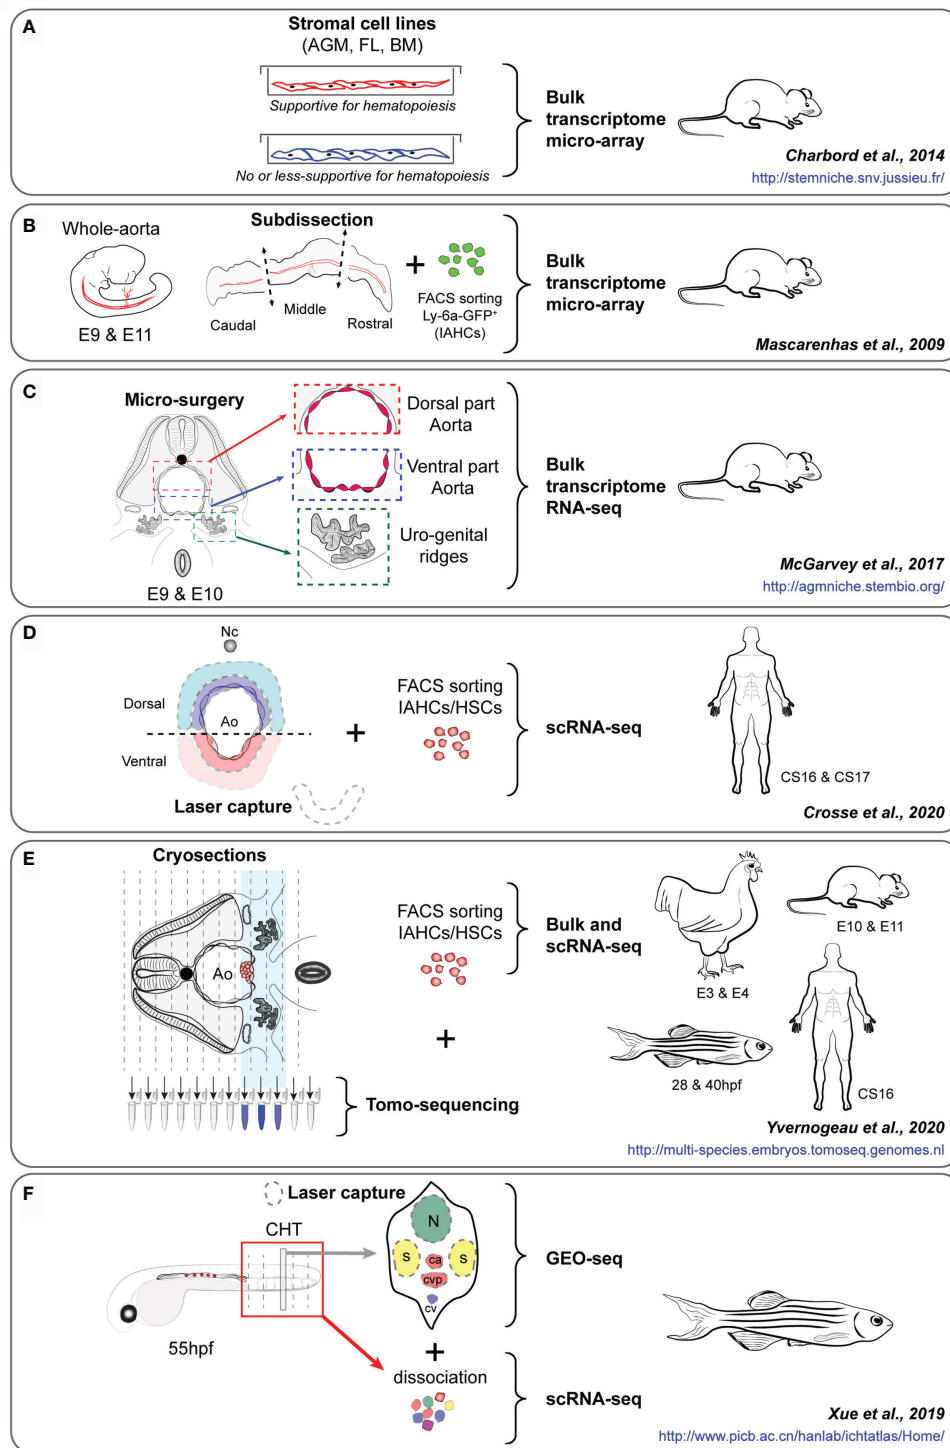 A
Stromal cell lines
(AGM, FL, BM)
Supportive for hematopoiesis
No or less-supportive for hematopoiesis
Bulk
transcriptome
micro-array
Charbord et al., 2014
http://stemniche.snv.jussieu.fr/
B
Whole-aorta
E9 & E11
Subdissection
Caudal
Middle
Rostral
+
FACS sorting
Ly-6a-GFP+
(IAHCs)
Bulk
transcriptome
micro-array
Mascarenhas et al., 2009
C
Micro-surgery
E9 & E10
Dorsal part
Aorta
Ventral part
Aorta
Uro-genital
ridges
Bulk
transcriptome
RNA-seq
McGarvey et al., 2017
http://agmniche.stembio.org/
D
Nc
Dorsal
Ao
Ventral
Laser capture
+
FACS sorting
IAHCs/HSCs
scRNA-seq
CS16 & CS17
Crosse et al., 2020
E
Cryosections
Ao
FACS sorting
IAHCs/HSCs
Bulk and
scRNA-seq
+
Tomo-sequencing
E3 & E4
E10 & E11
28 & 40hpf
CS16
Yvernogeau et al., 2020
http://multi-species.embryos.tomoseq.genomes.nl
F
Laser capture
CHT
55hpf
N
S
S
ca
cvp
cv
+
dissociation
GEO-seq
scRNA-seq
Xue et al., 2019
http://www.picb.ac.cn/hanlab/ichtatlas/Home/